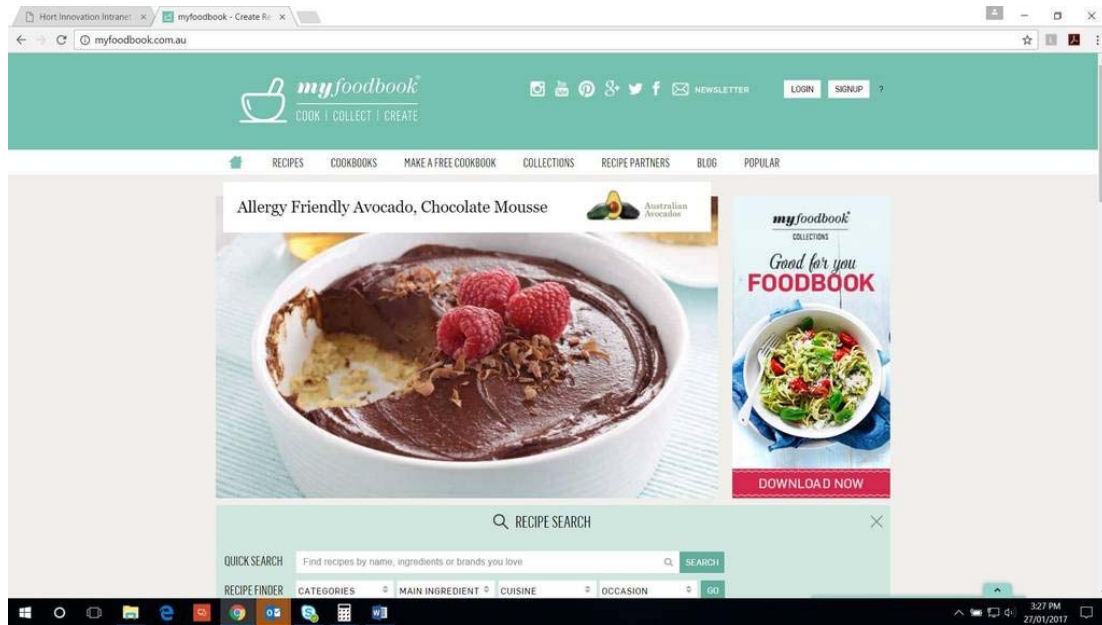 Hort Innovation Intranet
myfoodbook - Create Re
myfoodbook.com.au
myfoodbook
COOK | COLLECT | CREATE
NEWSLETTER
LOGIN
SIGNUP
?
RECIPES
COOKBOOKS
MAKE A FREE COOKBOOK
COLLECTIONS
RECIPE PARTNERS
BLOG
POPULAR
Allergy Friendly Avocado, Chocolate Mousse
Australian
Avocados
myfoodbook
COLLECTIONS
Good for you
FOODBOOK
DOWNLOAD NOW
RECIPE SEARCH
QUICK SEARCH
Find recipes by name, ingredients or brands you love
SEARCH
RECIPE FINDER
CATEGORIES
MAIN INGREDIENT
CUISINE
OCCASION
GO
3:27 PM
27/01/2017